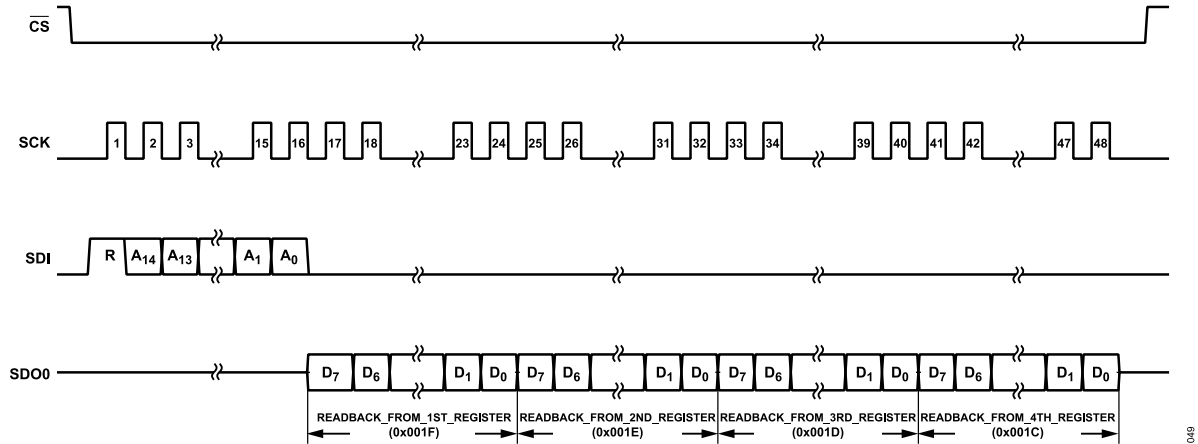 CS
SCK
1 2 3 15 16 17 18 23 24 25 26 31 32 33 34 39 40 41 42 47 48
SDI
R A14 A13 A1 A0
SDO0
D7 D6 D1 D0 D7 D6 D1 D0 D7 D6 D1 D0 D7 D6 D1 D0
READBACK_FROM_1ST_REGISTER READBACK_FROM_2ND_REGISTER READBACK_FROM_3RD_REGISTER READBACK_FROM_4TH_REGISTER
(0x001F) (0x001E) (0x001D) (0x001C)
049